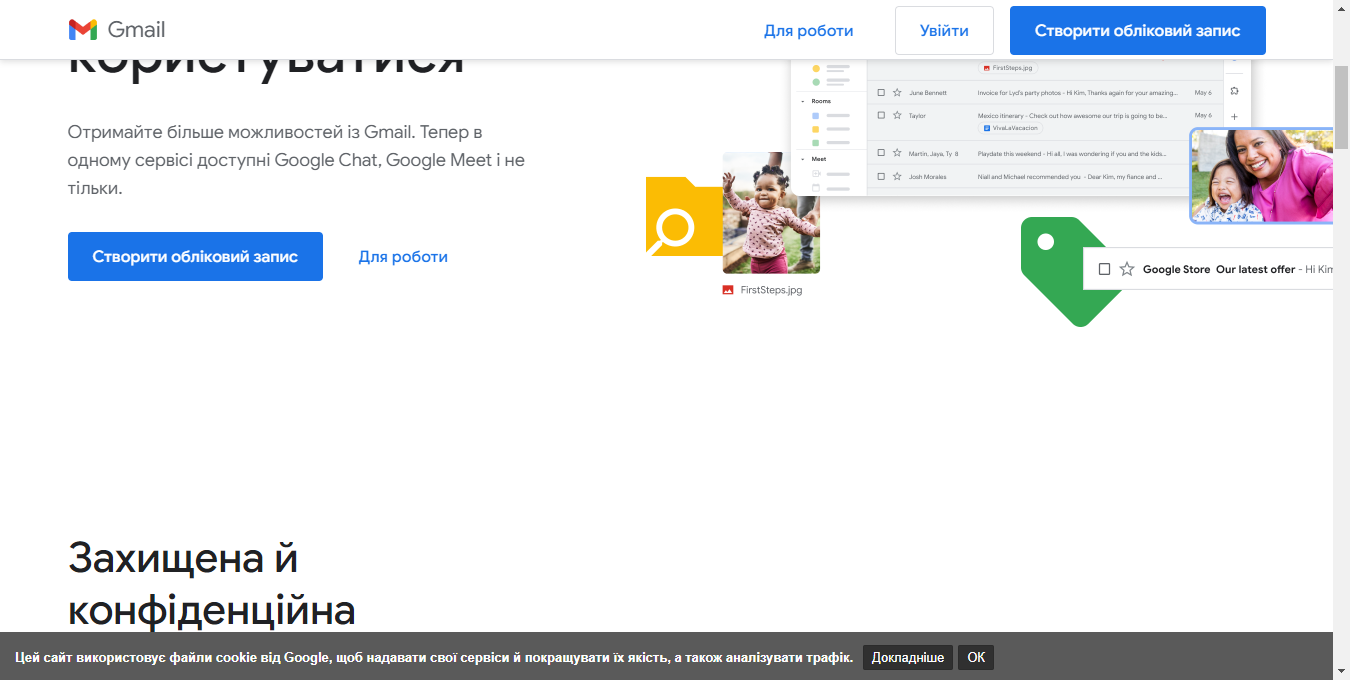 Gmail
Для роботи
Увійти
Створити обліковий запис
користуватися
Отримайте більше можливостей із Gmail. Тепер в
одному сервісі доступні Google Chat, Google Meet і не
тільки.
Створити обліковий запис
Для роботи
FirstSteps.jpg
Rooms
June Bennett Invoice for Lyd's party photos - Hi Kim, Thanks again for your amazing... May 6
Taylor Mexico itinerary - Check out how awesome our trip is going to be... May 6
VivaLaVacacion
Meet
Martin, Jaya, Ty 8 Playdate this weekend - Hi all, I was wondering if you and the kids...
Josh Morales Niall and Michael recommended you - Dear Kim, my fiance and ...
FirstSteps.jpg
Google Store Our latest offer - Hi Kim
Захищена й
конфіденційна
Цей сайт використовує файли cookie від Google, щоб надавати свої сервіси й покращувати їх якість, а також аналізувати трафік. Докладніше ОК